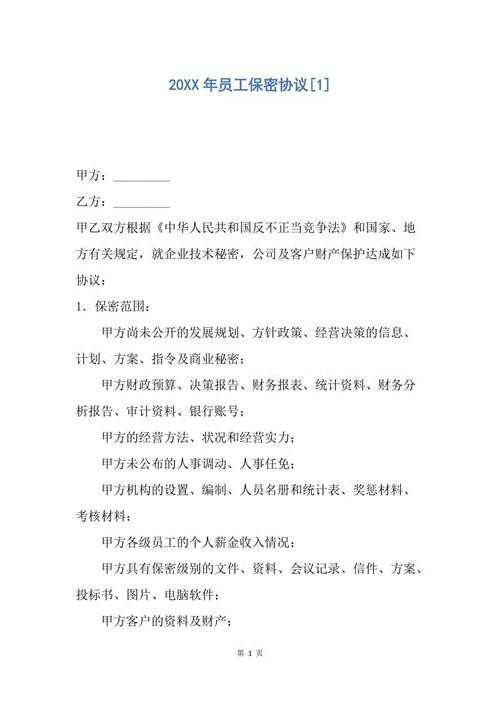 20XX 年员工保密协议[1]
甲方：_________
乙方：_________
甲乙双方根据《中华人民共和国反不正当竞争法》和国家、地
方有关规定，就企业技术秘密，公司及客户财产保护达成如下
协议：
1．保密范围：
甲方尚未公开的发展规划、方针政策、经营决策的信息、
计划、方案、指令及商业秘密；
甲方财政预算、决策报告、财务报表、统计资料、财务分
析报告、审计资料、银行账号；
甲方的经营方法、状况和经营实力；
甲方未公布的人事调动、人事任免；
甲方机构的设置、编制、人员名册和统计表、奖惩材料、
考核材料；
甲方各级员工的个人薪金收入情况；
甲方具有保密级别的文件、资料、会议记录、信件、方案、
投标书、图片、电脑软件；
甲方客户的资料及财产；
第 1 页